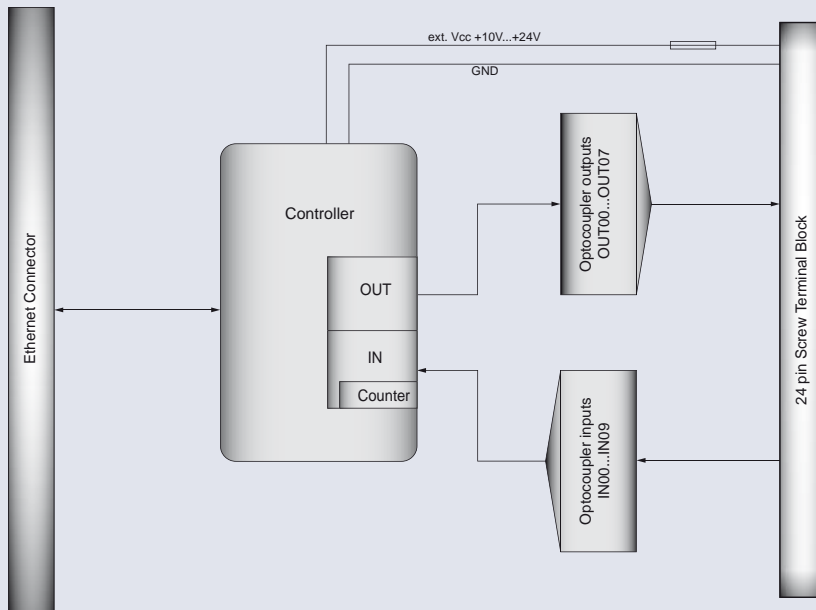 ext. Vcc +10V...+24V
GND
Ethernet Connector
Controller
OUT
IN
Counter
Optocoupler outputs
OUT00...OUT07
Optocoupler inputs
IN00...IN09
24 pin Screw Terminal Block